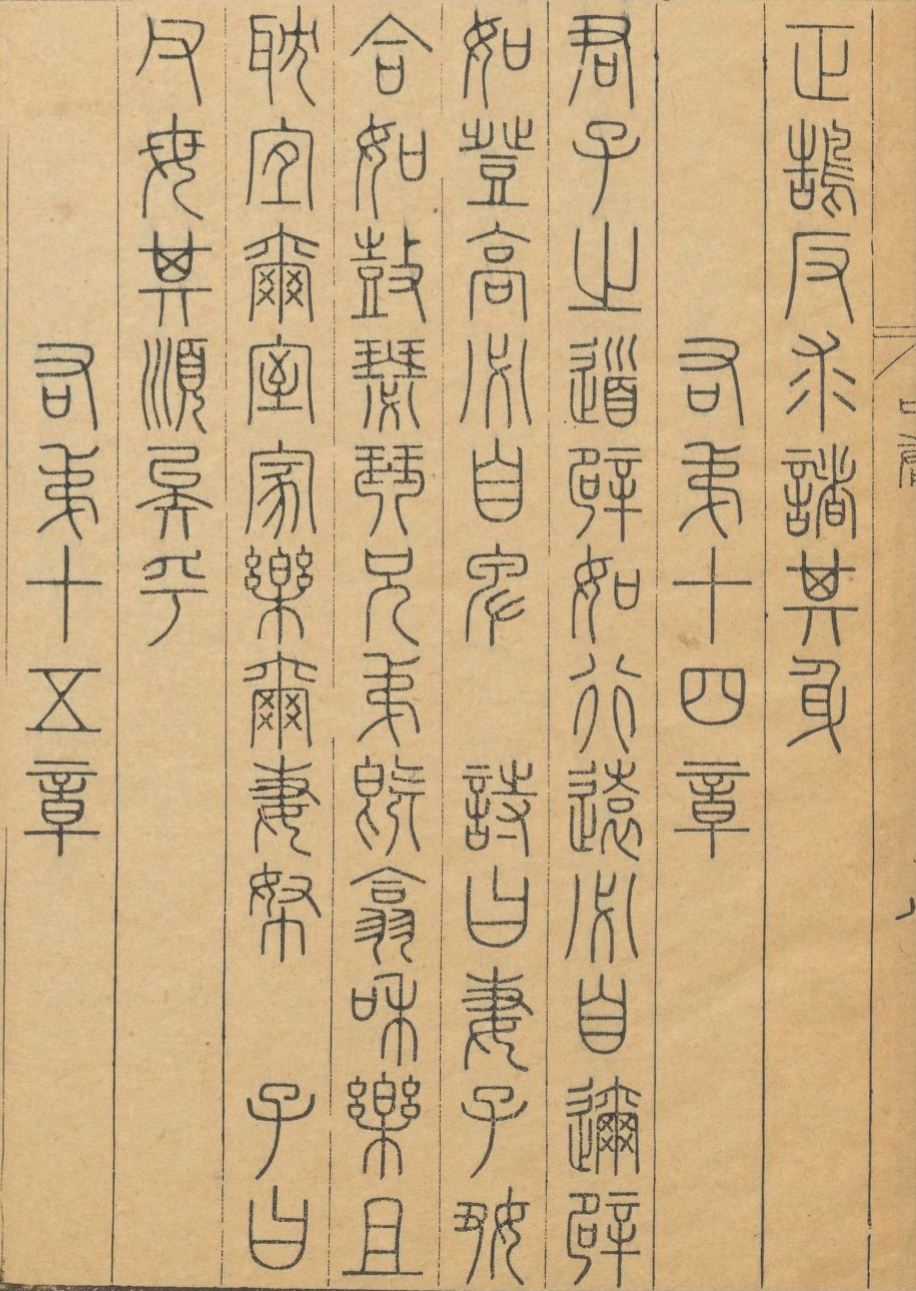 正鵠反求諸其身
右弟十四章
君子之道辟如行遠必自邇辟
如登高必自卑　詩曰妻子好
合如鼓瑟琴兄弟既翕和樂且
耽宜爾室家樂爾妻帑　子曰
父母其順矣乎
右弟十五章